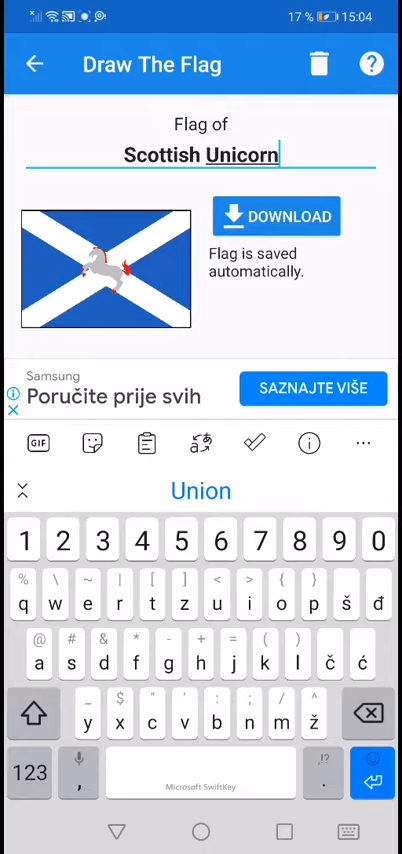 17 % 15:04
Draw The Flag
Flag of
Scottish Unicorn
DOWNLOAD
Flag is saved
automatically.
Samsung
Poručite prije svih
SAZNAJTE VIŠE
GIF
Union
1 2 3 4 5 6 7 8 9 0
% \ ~ | [ ] < > { }
q w e r t z u i o p š đ
@ # & * - + = ( )
a s d f g h j k l č ć
_ $ " ' : ; / ^
y x c v b n m ž
123 , Microsoft SwiftKey ,!? .